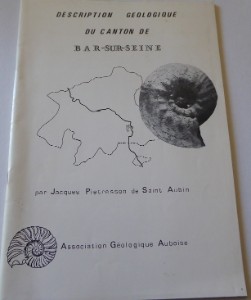 DESCRIPTION GEOLOGIQUE
DU CANTON DE
BAR-SUR-SEINE
par Jacques Pietresson de Saint Aubin
Association Géologique Auboise